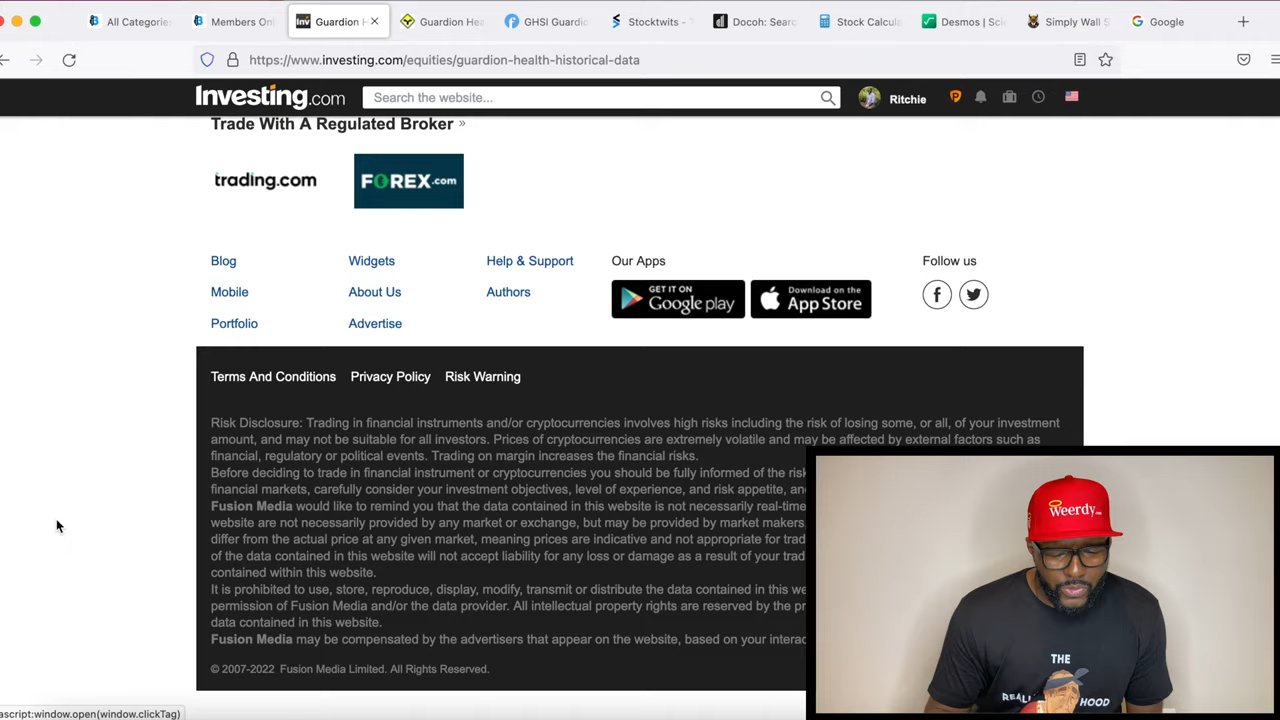 All Categorie
Members On
Guardion H
Guardion Hea
GHSI Guardio
Stocktwits -
Docoh: Searc
Stock Calcula
Desmos | Scie
Simply Wall S
Google
https://www.investing.com/equities/guardion-health-historical-data
Investing.com
Search the website...
Ritchie
Trade With A Regulated Broker »
trading.com
FOREX.com
Blog
Widgets
Help & Support
Our Apps
Follow us
Mobile
About Us
Authors
GET IT ON
Google play
Download on the
App Store
Portfolio
Advertise
Terms And Conditions
Privacy Policy
Risk Warning
Risk Disclosure: Trading in financial instruments and/or cryptocurrencies involves high risks including the risk of losing some, or all, of your investment
amount, and may not be suitable for all investors. Prices of cryptocurrencies are extremely volatile and may be affected by external factors such as
financial, regulatory or political events. Trading on margin increases the financial risks.
Before deciding to trade in financial instrument or cryptocurrencies you should be fully informed of the risk
financial markets, carefully consider your investment objectives, level of experience, and risk appetite, an
Fusion Media would like to remind you that the data contained in this website is not necessarily real-time
website are not necessarily provided by any market or exchange, but may be provided by market makers,
differ from the actual price at any given market, meaning prices are indicative and not appropriate for trad
of the data contained in this website will not accept liability for any loss or damage as a result of your trad
contained within this website.
It is prohibited to use, store, reproduce, display, modify, transmit or distribute the data contained in this we
permission of Fusion Media and/or the data provider. All intellectual property rights are reserved by the pr
data contained in this website.
Fusion Media may be compensated by the advertisers that appear on the website, based on your interac
© 2007-2022 Fusion Media Limited. All Rights Reserved.
ascript:window.open(window.clickTag)
Weerdy
THE
REAL HOOD